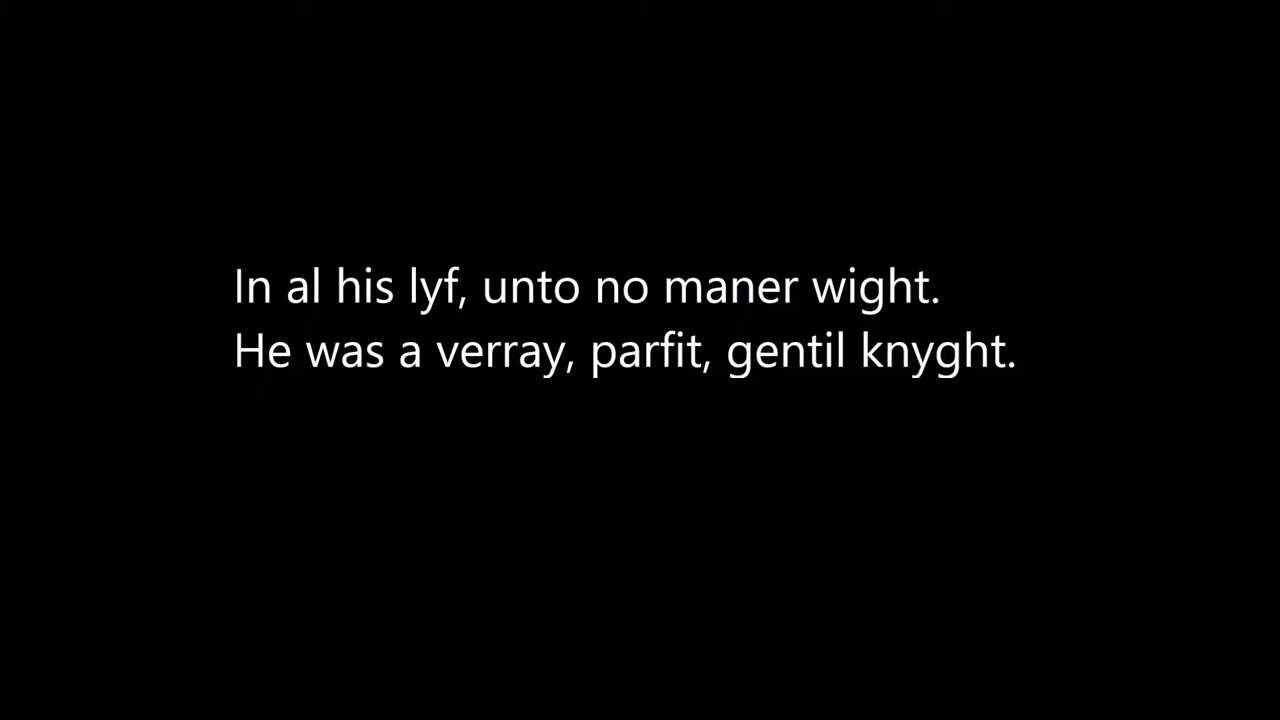 In al his lyf, unto no maner wight.
He was a verray, parfit, gentil knyght.